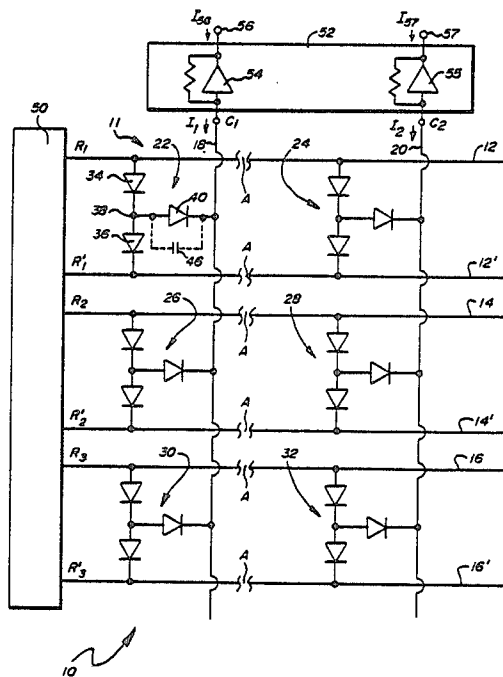 I56 56 52 I57 57
54 55
50 I1 C1 I2 C2
R1 11 22 18 24 20 12
34 A
38 40
36 46
R'1 A 12'
R2 26 28 14
A
R'2 A 14'
R3 30 32 16
A
R'3 A 16'
10